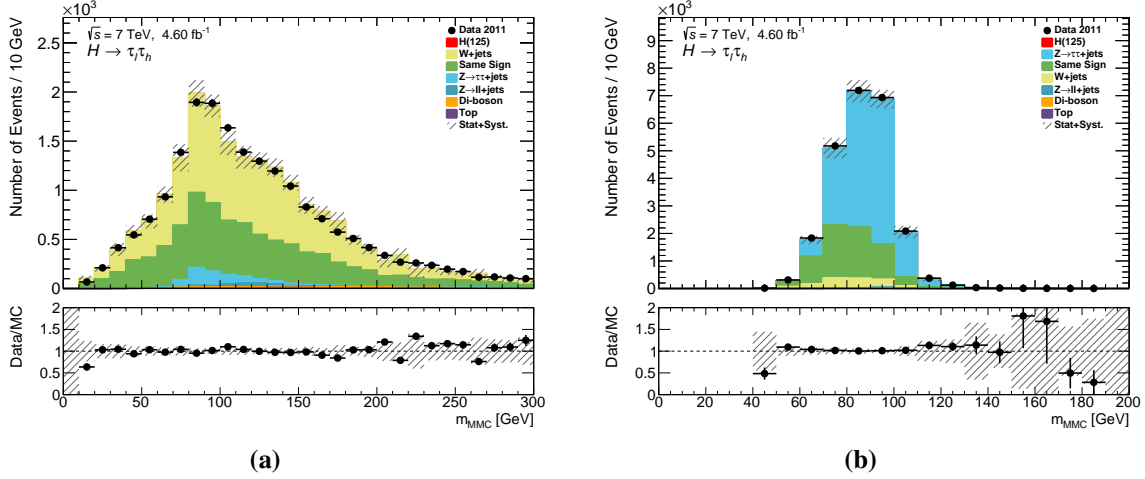 ×10³
√s = 7 TeV, 4.60 fb⁻¹
H → τ_l τ_h
Data 2011
H(125)
W+jets
Same Sign
Z→ττ+jets
Z→ll+jets
Di-boson
Top
Stat+Syst.
Number of Events / 10 GeV
2.5
2
1.5
1
0.5
0
Data/MC
2
1.5
1
0.5
0
0 50 100 150 200 250 300
m_MMC [GeV]
(a)
×10³
√s = 7 TeV, 4.60 fb⁻¹
H → τ_l τ_h
Data 2011
H(125)
Z→ττ+jets
Same Sign
W+jets
Z→ll+jets
Di-boson
Top
Stat+Syst.
Number of Events / 10 GeV
9
8
7
6
5
4
3
2
1
0
Data/MC
2
1.5
1
0.5
0
0 20 40 60 80 100 120 140 160 180 200
m_MMC [GeV]
(b)